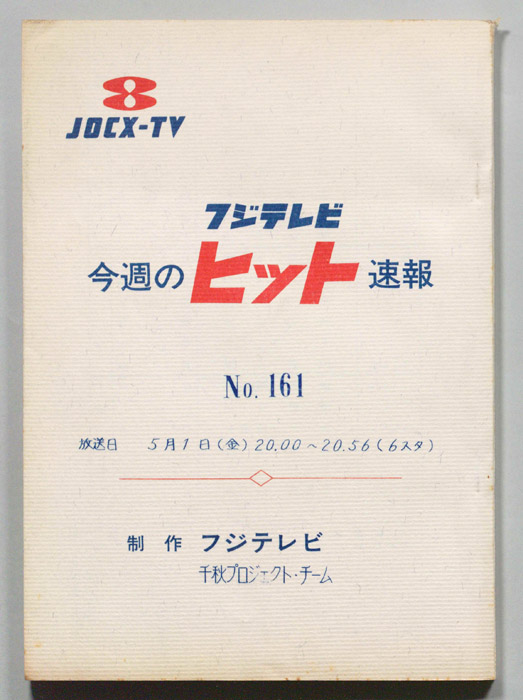 JOCX-TV
フジテレビ
今週のヒット速報
No. 161
放送日 5月1日(金)20.00～20.56(6スタ)
制作 フジテレビ
千秋プロジェクト・チーム